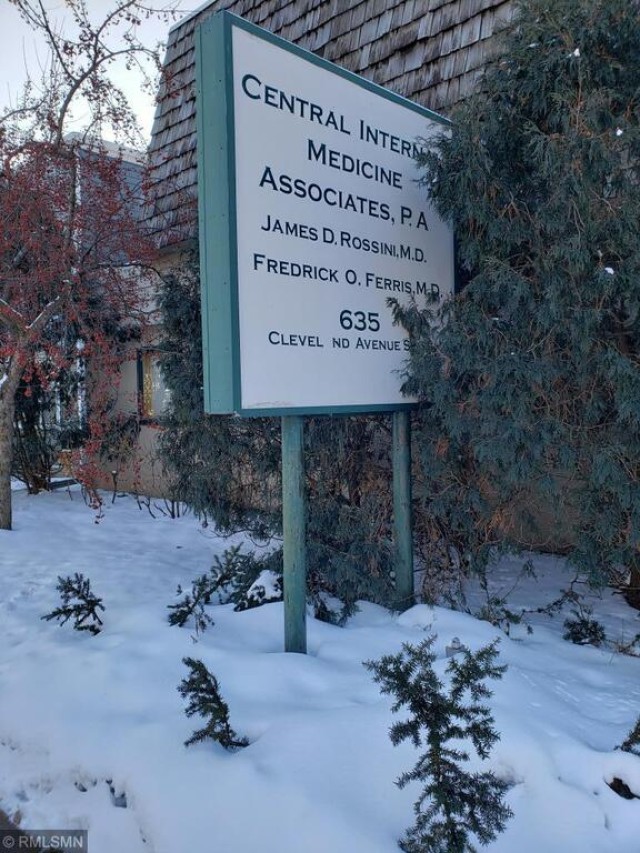 CENTRAL INTERN
MEDICINE
ASSOCIATES, P.A
JAMES D. ROSSINI, M.D.
FREDRICK O. FERRIS, M.D.
635
CLEVEL ND AVENUE S
© RMLSMN